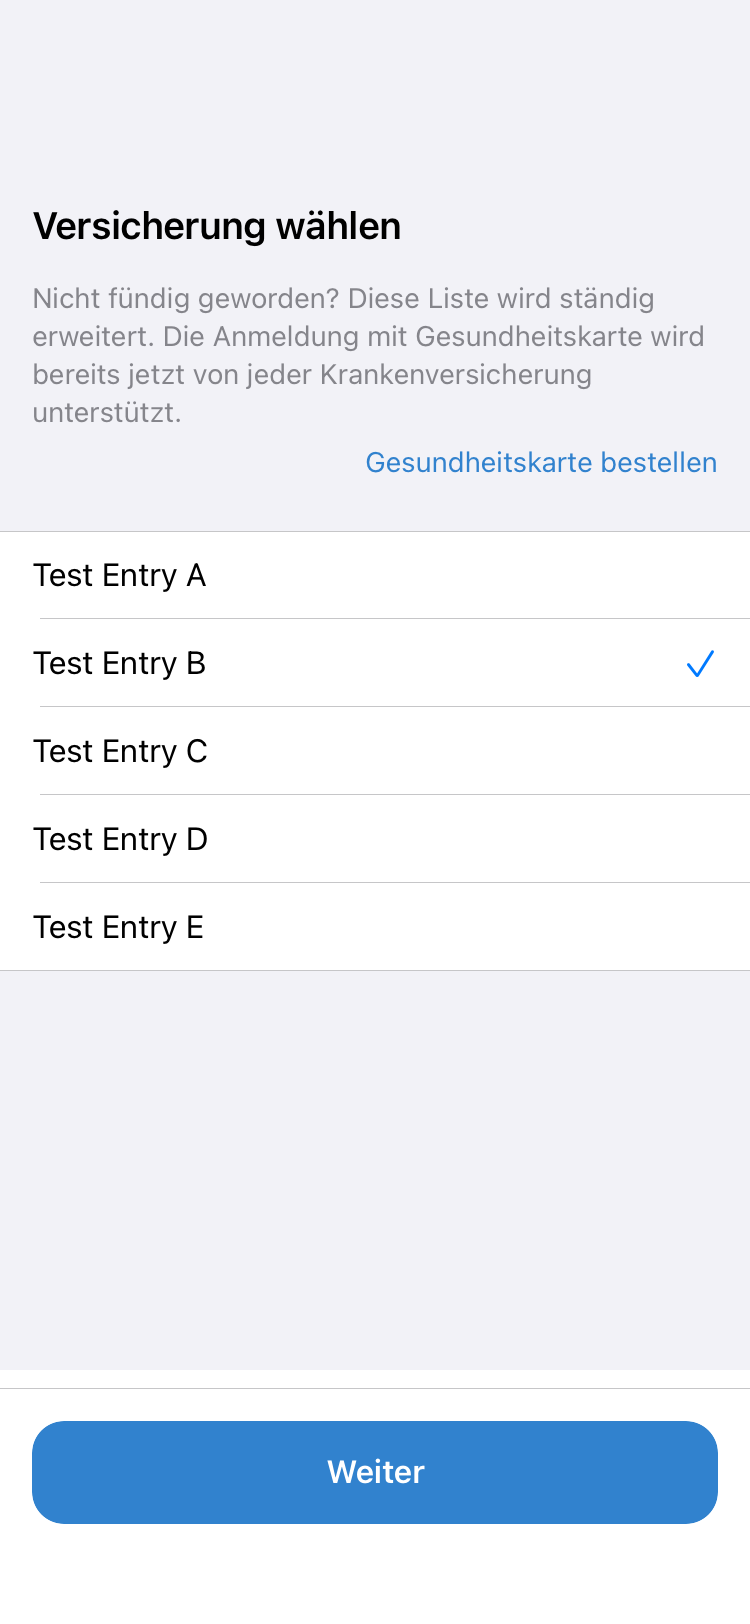 Versicherung wählen
Nicht fündig geworden? Diese Liste wird ständig
erweitert. Die Anmeldung mit Gesundheitskarte wird
bereits jetzt von jeder Krankenversicherung
unterstützt.
Gesundheitskarte bestellen
Test Entry A
Test Entry B
Test Entry C
Test Entry D
Test Entry E
Weiter